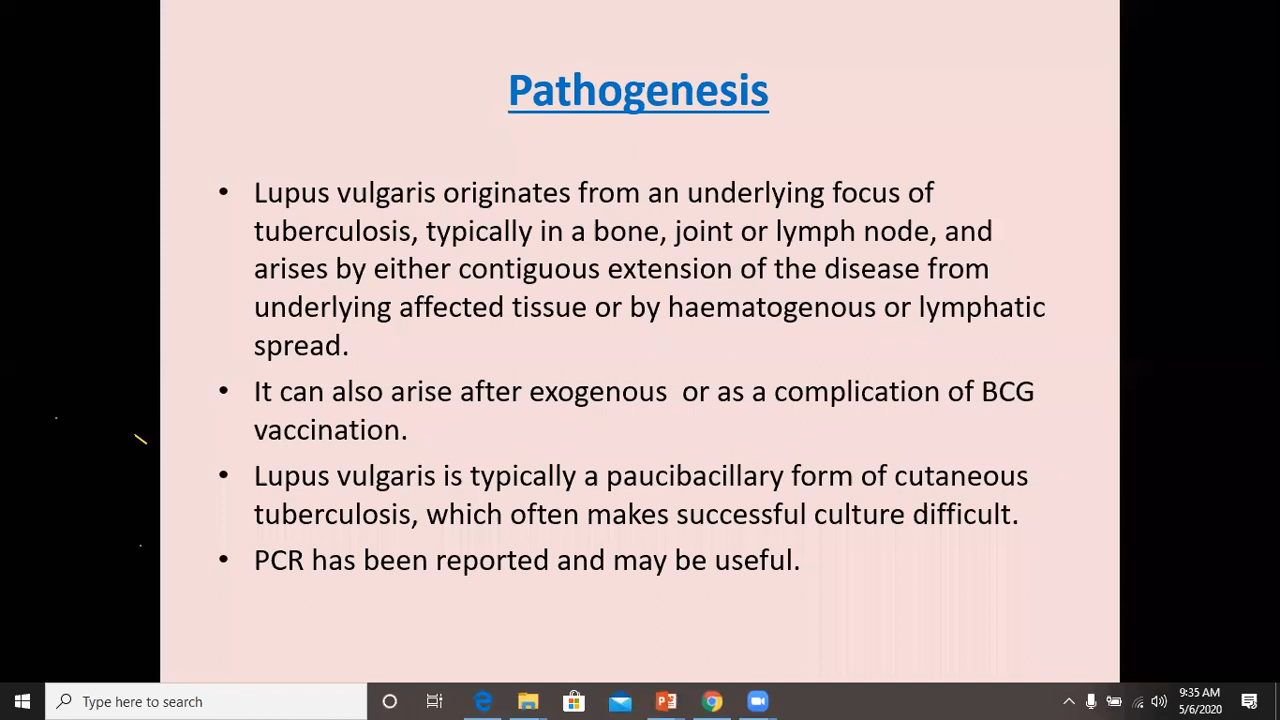 Pathogenesis
• Lupus vulgaris originates from an underlying focus of
tuberculosis, typically in a bone, joint or lymph node, and
arises by either contiguous extension of the disease from
underlying affected tissue or by haematogenous or lymphatic
spread.
• It can also arise after exogenous  or as a complication of BCG
vaccination.
• Lupus vulgaris is typically a paucibacillary form of cutaneous
tuberculosis, which often makes successful culture difficult.
• PCR has been reported and may be useful.
Type here to search
9:35 AM
5/6/2020